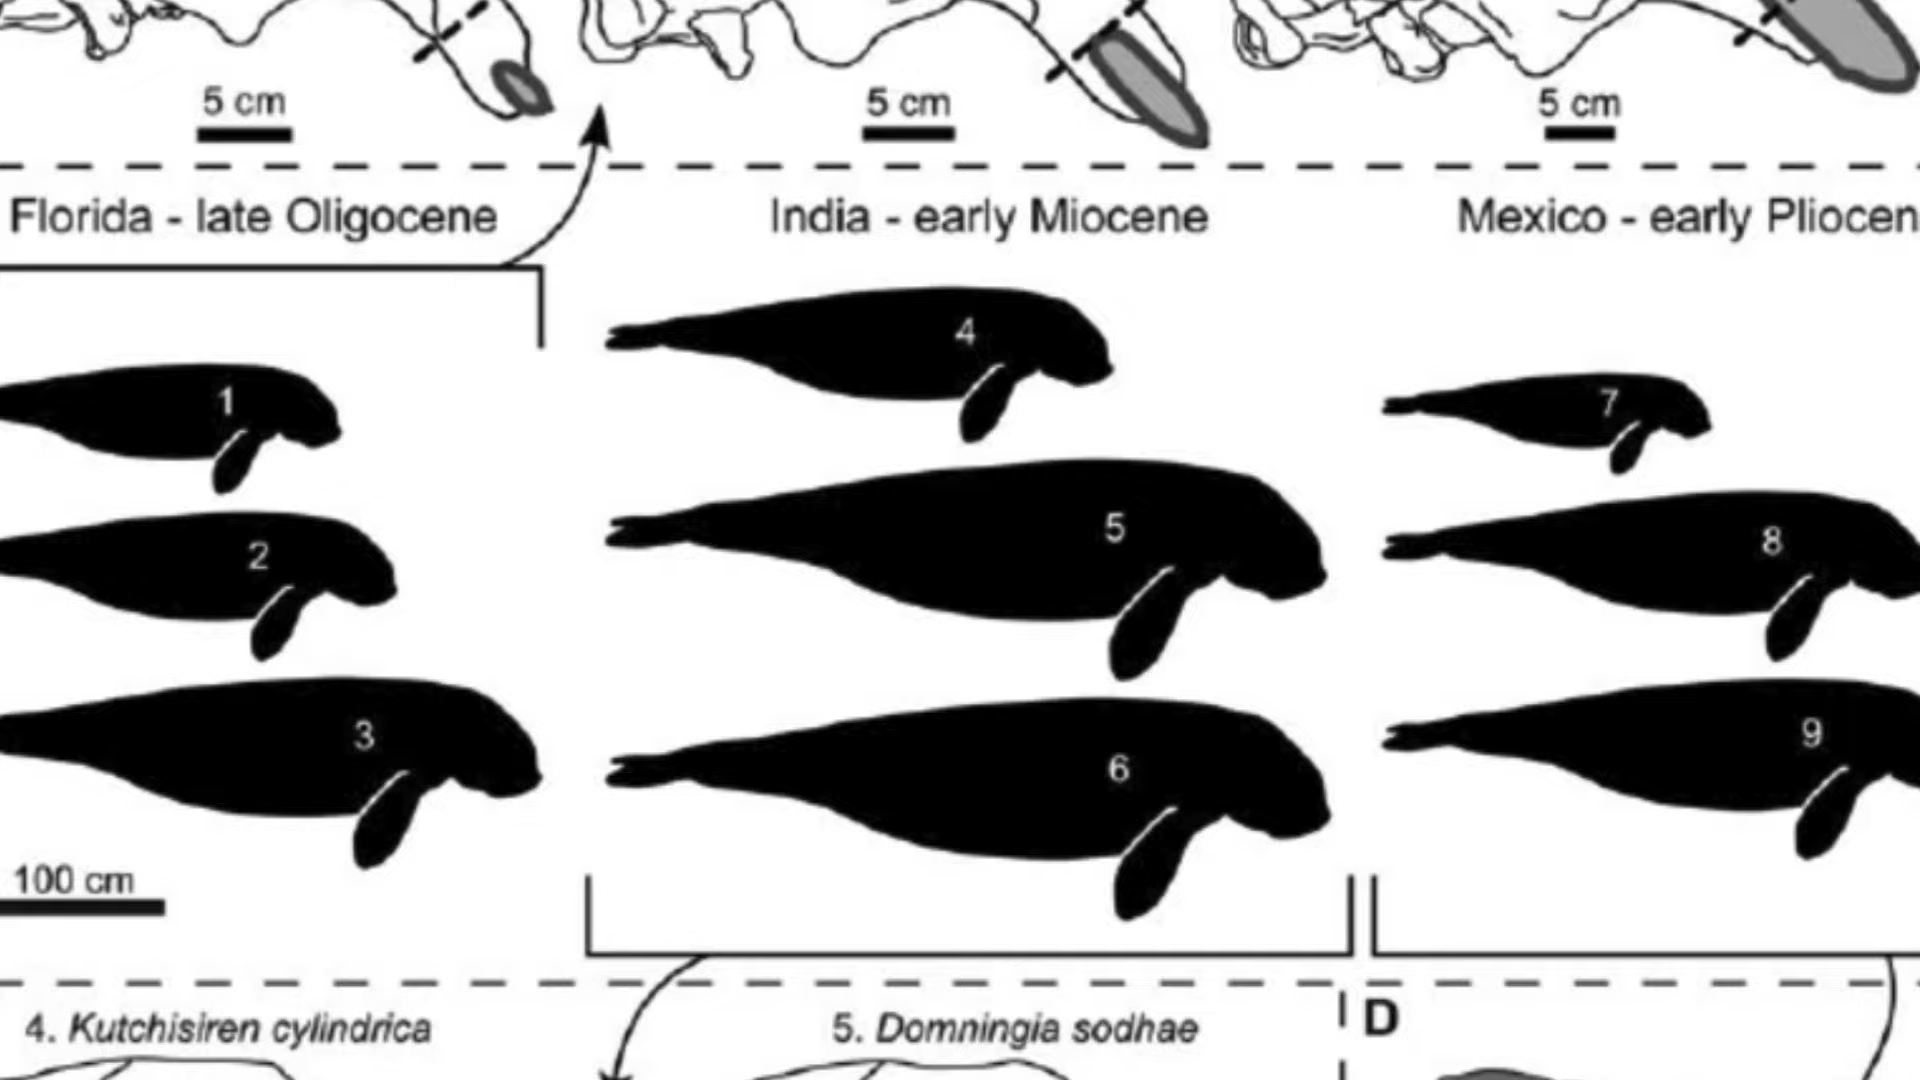 5 cm
5 cm
5 cm
Florida - late Oligocene
India - early Miocene
Mexico - early Pliocen
1
4
7
2
5
8
3
6
9
100 cm
4. Kutchisiren cylindrica
5. Domningia sodhae
D